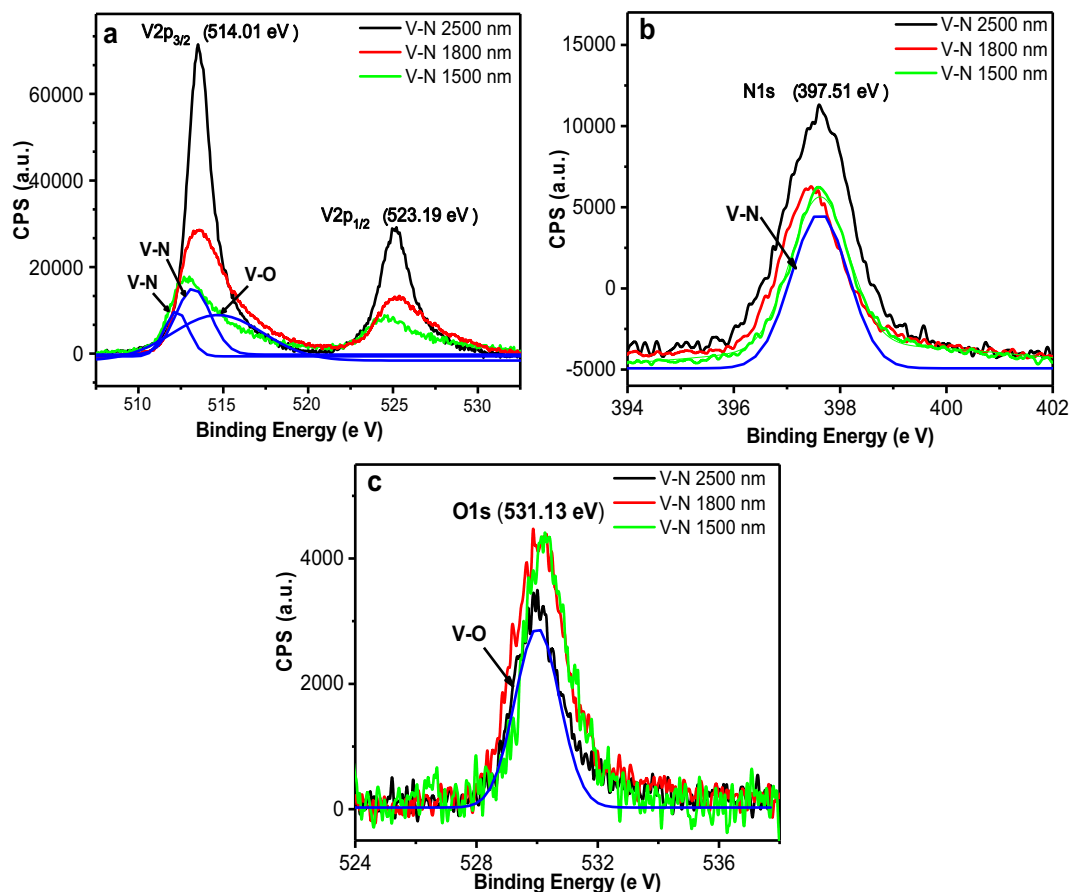 a
V2p3/2 (514.01 eV )
V-N 2500 nm
V-N 1800 nm
V-N 1500 nm
V2p1/2 (523.19 eV )
V-N
V-N
V-O
CPS (a.u.)
60000
40000
20000
0
510
515
520
525
530
Binding Energy (e V)
b
V-N 2500 nm
V-N 1800 nm
V-N 1500 nm
N1s (397.51 eV )
V-N
CPS (a.u.)
15000
10000
5000
0
-5000
394
396
398
400
402
Binding Energy (e V)
c
V-N 2500 nm
V-N 1800 nm
V-N 1500 nm
O1s (531.13 eV)
V-O
CPS (a.u.)
4000
2000
0
524
528
532
536
Binding Energy (e V)